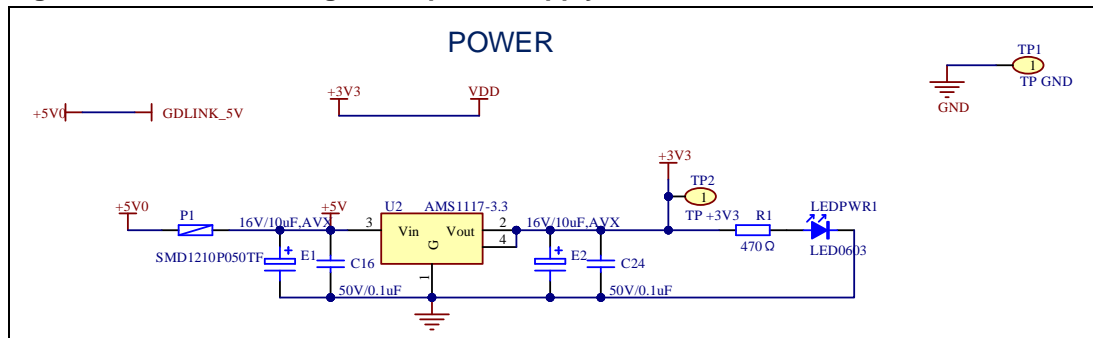 POWER
TP1
1
TP GND
GND
+5V0
GDLINK_5V
+3V3
VDD
+3V3
TP2
1
TP +3V3
+5V0
P1
SMD1210P050TF
16V/10uF,AVX
+5V
E1
C16
50V/0.1uF
U2
AMS1117-3.3
3
Vin
G
Vout
2
4
1
16V/10uF,AVX
E2
C24
50V/0.1uF
R1
470Ω
LEDPWR1
LED0603